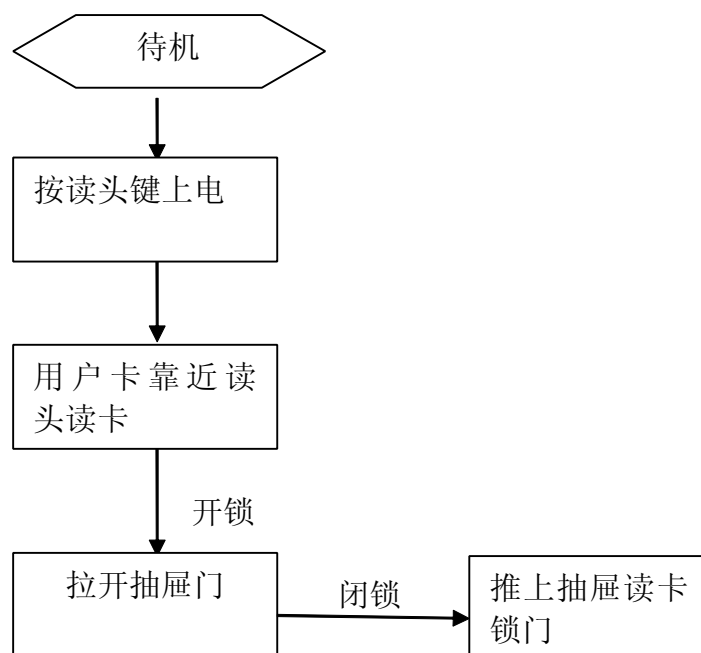 待机
按读头键上电
用户卡靠近读
头读卡
开锁
拉开抽屉门
闭锁
推上抽屉读卡
锁门